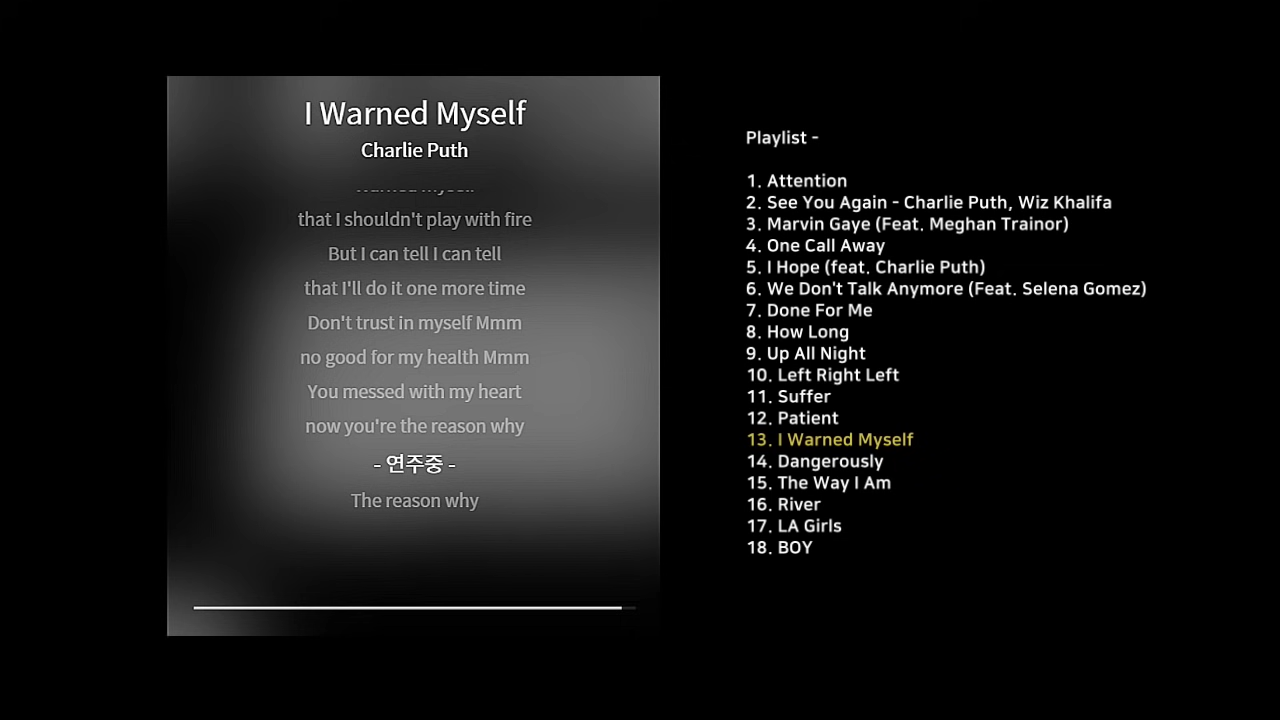 I Warned Myself
Charlie Puth
that I shouldn't play with fire
But I can tell I can tell
that I'll do it one more time
Don't trust in myself Mmm
no good for my health Mmm
You messed with my heart
now you're the reason why
- 연주중 -
The reason why
Playlist -
1. Attention
2. See You Again - Charlie Puth, Wiz Khalifa
3. Marvin Gaye (Feat. Meghan Trainor)
4. One Call Away
5. I Hope (feat. Charlie Puth)
6. We Don't Talk Anymore (Feat. Selena Gomez)
7. Done For Me
8. How Long
9. Up All Night
10. Left Right Left
11. Suffer
12. Patient
13. I Warned Myself
14. Dangerously
15. The Way I Am
16. River
17. LA Girls
18. BOY